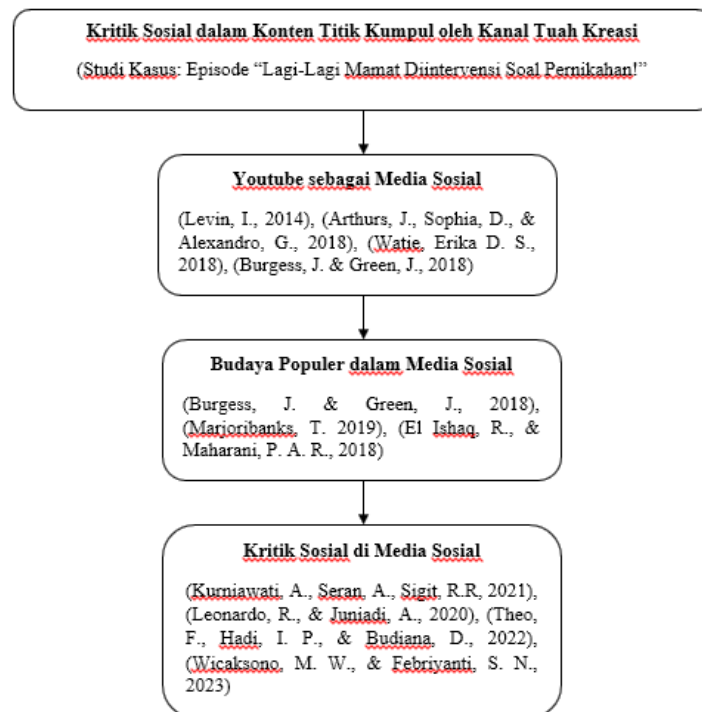 Kritik Sosial dalam Konten Titik Kumpul oleh Kanal Tuah Kreasi
(Studi Kasus: Episode “Lagi-Lagi Mamat Diintervensi Soal Pernikahan!”
Youtube sebagai Media Sosial
(Levin, I., 2014), (Arthurs, J., Sophia, D., &
Alexandro, G., 2018), (Watie, Erika D. S.,
2018), (Burgess, J. & Green, J., 2018)
Budaya Populer dalam Media Sosial
(Burgess, J. & Green, J., 2018),
(Marjoribanks, T. 2019), (El Ishaq, R., &
Maharani, P. A. R., 2018)
Kritik Sosial di Media Sosial
(Kurniawati, A., Seran, A., Sigit, R.R, 2021),
(Leonardo, R., & Juniadi, A., 2020), (Theo,
F., Hadi, I. P., & Budiana, D., 2022),
(Wicaksono, M. W., & Febriyanti, S. N.,
2023)